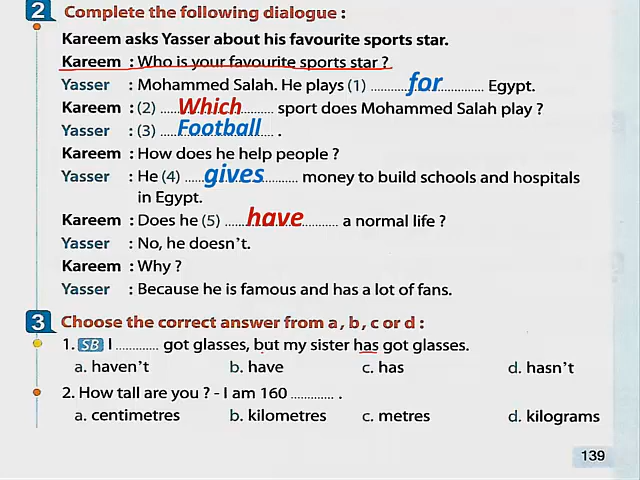 2 Complete the following dialogue :
Kareem asks Yasser about his favourite sports star.
Kareem : Who is your favourite sports star ?
Yasser : Mohammed Salah. He plays (1) ........ for ........ Egypt.
Kareem : (2) ........ Which ........ sport does Mohammed Salah play ?
Yasser : (3) ........ Football ........ .
Kareem : How does he help people ?
Yasser : He (4) ........ gives ........ money to build schools and hospitals
in Egypt.
Kareem : Does he (5) ........ have ........ a normal life ?
Yasser : No, he doesn't.
Kareem : Why ?
Yasser : Because he is famous and has a lot of fans.
3 Choose the correct answer from a, b, c or d :
1. SB I ............ got glasses, but my sister has got glasses.
a. haven't b. have c. has d. hasn't
2. How tall are you ? - I am 160 ............ .
a. centimetres b. kilometres c. metres d. kilograms
139